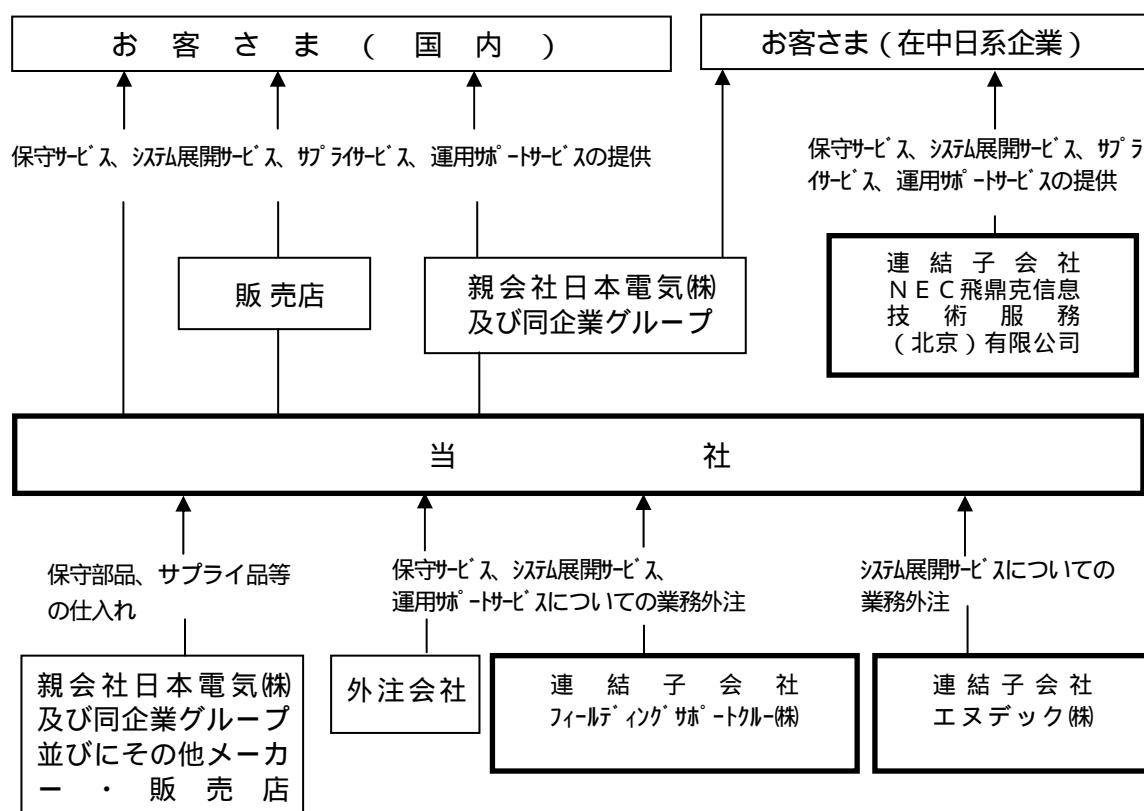 お客さま(国内)
お客さま(在中日系企業)
保守サービス、システム展開サービス、サプライサービス、運用サポートサービスの提供
保守サービス、システム展開サービス、サプラ
イサービス、運用サポートサービスの提供
販売店
親会社日本電気㈱
及び同企業グループ
連結子会社
NEC飛鼎克信息
技術服務
(北京)有限公司
当社
保守部品、サプライ品等
の仕入れ
保守サービス、システム展開サービス、
運用サポートサービスについての業務外注
システム展開サービスについての
業務外注
親会社日本電気㈱
及び同企業グループ
並びにその他メーカ
ー・販売店
外注会社
連結子会社
フィールディングサポートクルー㈱
連結子会社
エヌデック㈱